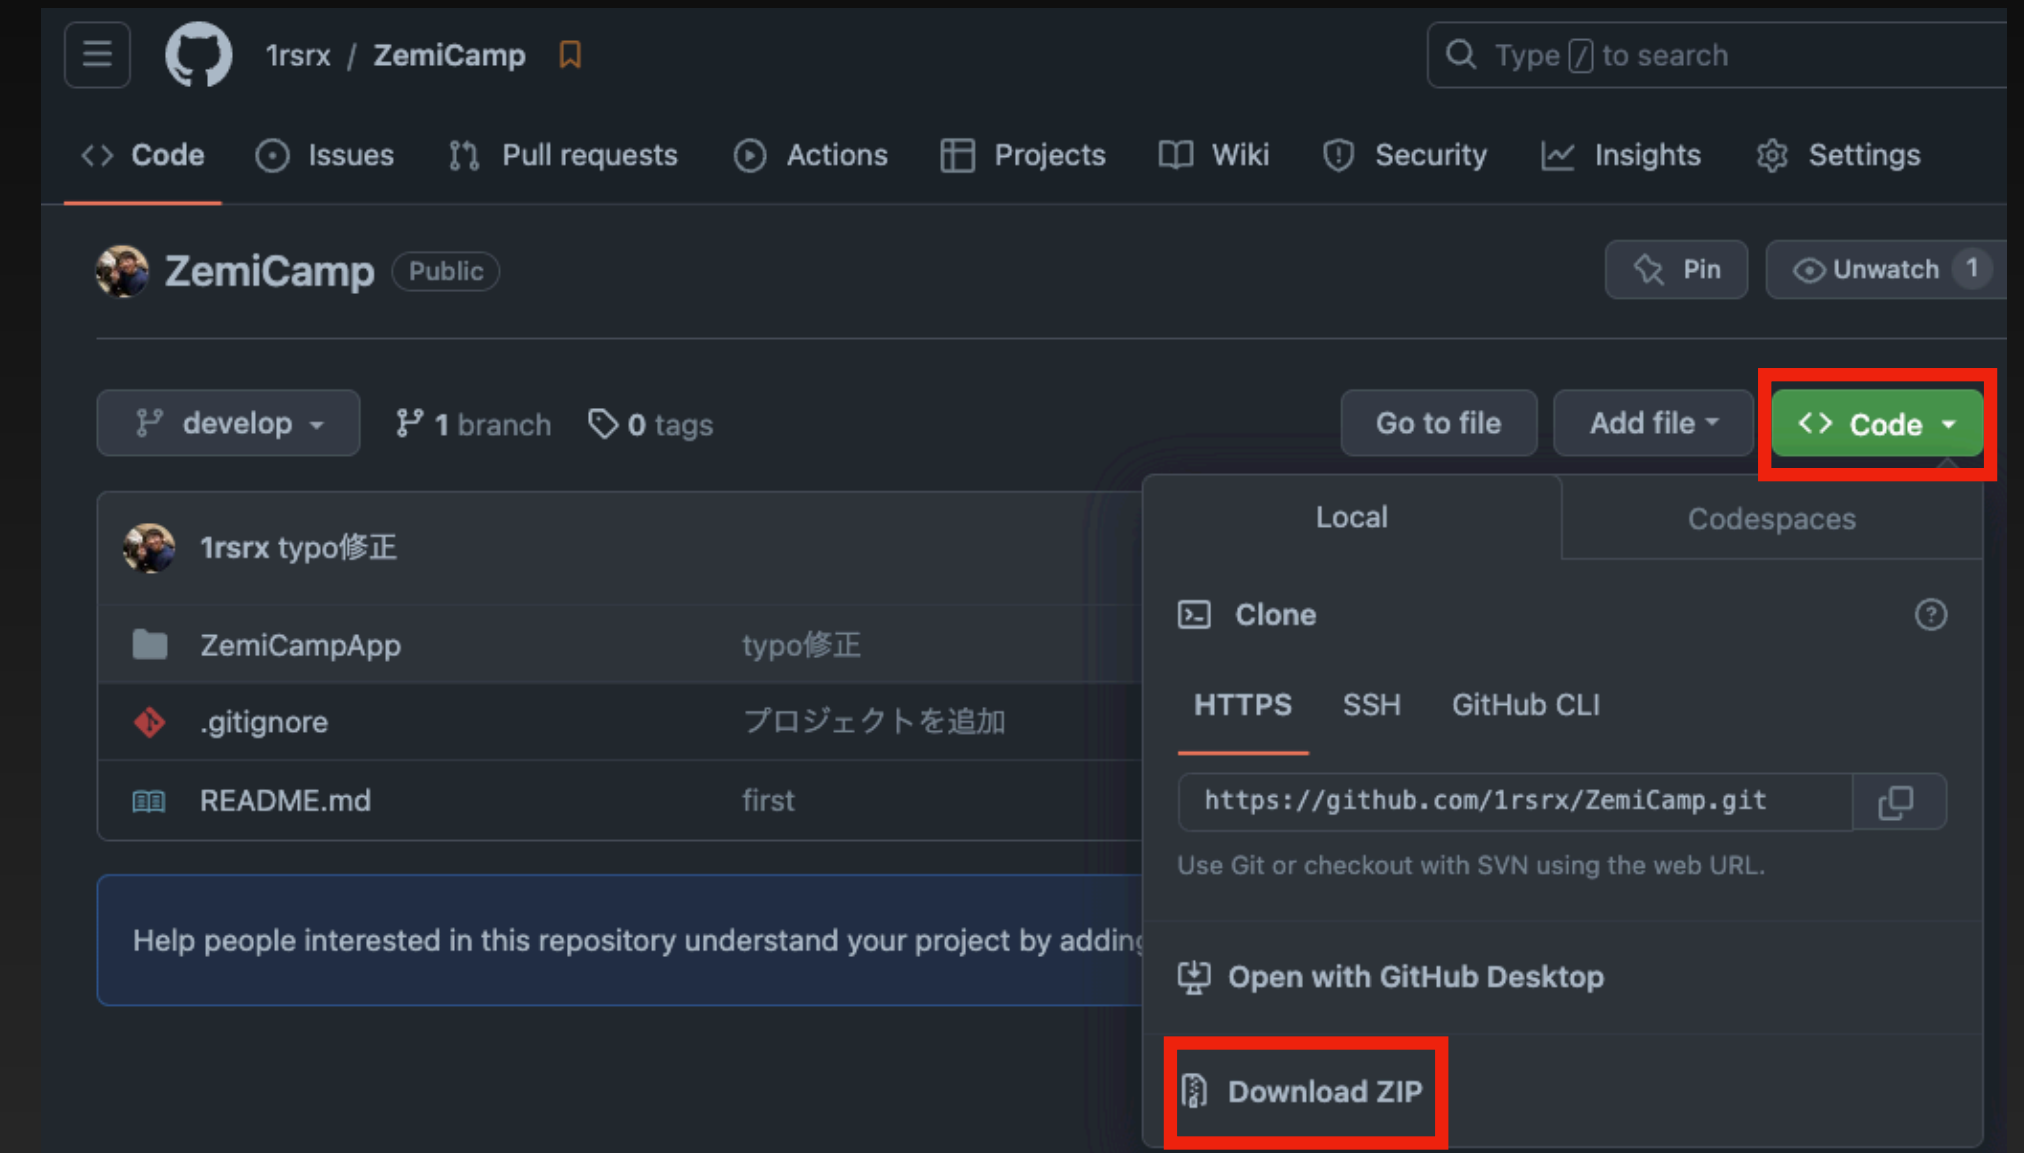 1rsrx / ZemiCamp
Type / to search
Code Issues Pull requests Actions Projects Wiki Security Insights Settings
ZemiCamp Public
Pin Unwatch 1
develop 1 branch 0 tags
Go to file Add file Code
Local Codespaces
1rsrx typo修正
ZemiCampApp typo修正
.gitignore プロジェクトを追加
README.md first
Help people interested in this repository understand your project by adding
Clone
HTTPS SSH GitHub CLI
https://github.com/1rsrx/ZemiCamp.git
Use Git or checkout with SVN using the web URL.
Open with GitHub Desktop
Download ZIP